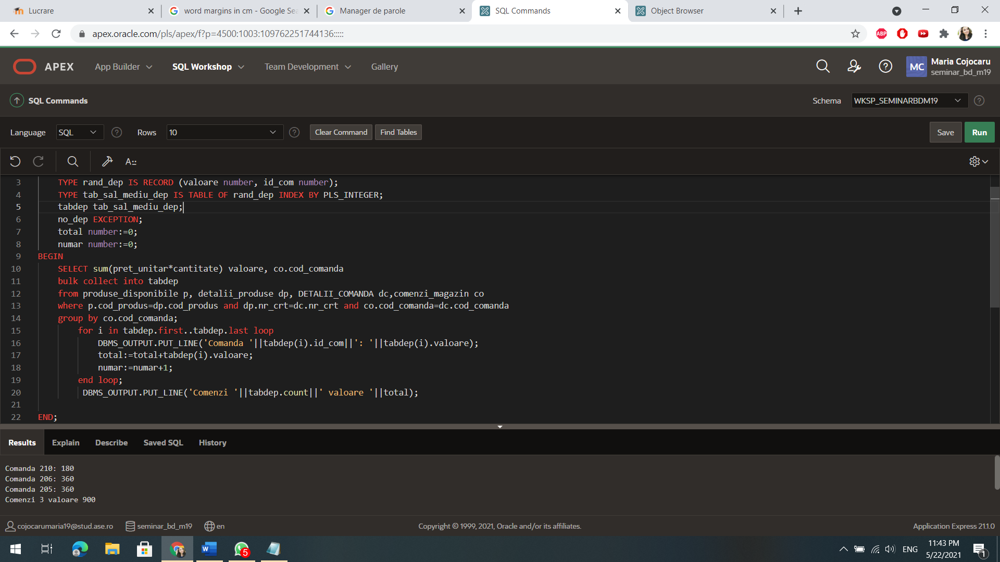 Lucrare
word margins in cm - Google Sea
Manager de parole
SQL Commands
Object Browser
apex.oracle.com/pls/apex/f?p=4500:1003:109762251744136:::::
ABP
APEX
App Builder
SQL Workshop
Team Development
Gallery
MC
Maria Cojocaru
seminar_bd_m19
SQL Commands
Schema
WKSP_SEMINARBDM19
Language
SQL
Rows
10
Clear Command
Find Tables
Save
Run
A::
3 TYPE rand_dep IS RECORD (valoare number, id_com number);
4 TYPE tab_sal_mediu_dep IS TABLE OF rand_dep INDEX BY PLS_INTEGER;
5 tabdep tab_sal_mediu_dep;
6 no_dep EXCEPTION;
7 total number:=0;
8 numar number:=0;
9 BEGIN
10 SELECT sum(pret_unitar*cantitate) valoare, co.cod_comanda
11 bulk collect into tabdep
12 from produse_disponibile p, detalii_produse dp, DETALII_COMANDA dc,comenzi_magazin co
13 where p.cod_produs=dp.cod_produs and dp.nr_crt=dc.nr_crt and co.cod_comanda=dc.cod_comanda
14 group by co.cod_comanda;
15 for i in tabdep.first..tabdep.last loop
16 DBMS_OUTPUT.PUT_LINE('Comanda '||tabdep(i).id_com||': '||tabdep(i).valoare);
17 total:=total+tabdep(i).valoare;
18 numar:=numar+1;
19 end loop;
20 DBMS_OUTPUT.PUT_LINE('Comenzi '||tabdep.count||' valoare '||total);
21
22 END;
Results
Explain
Describe
Saved SQL
History
Comanda 210: 180
Comanda 206: 360
Comanda 205: 360
Comenzi 3 valoare 900
cojocarumaria19@stud.ase.ro
seminar_bd_m19
en
Copyright © 1999, 2021, Oracle and/or its affiliates.
Application Express 21.1.0
5
ENG
11:43 PM
5/22/2021
1